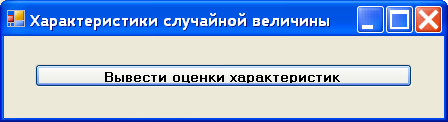 Характеристики случайной величины
Вывести оценки характеристик